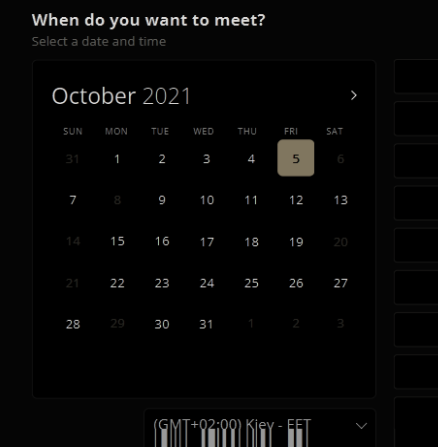 When do you want to meet?
Select a date and time
October 2021
SUN MON TUE WED THU FRI SAT
31 1 2 3 4 5 6
7 8 9 10 11 12 13
14 15 16 17 18 19 20
21 22 23 24 25 26 27
28 29 30 31 1 2 3
(GMT+02:00) Kiev - EET